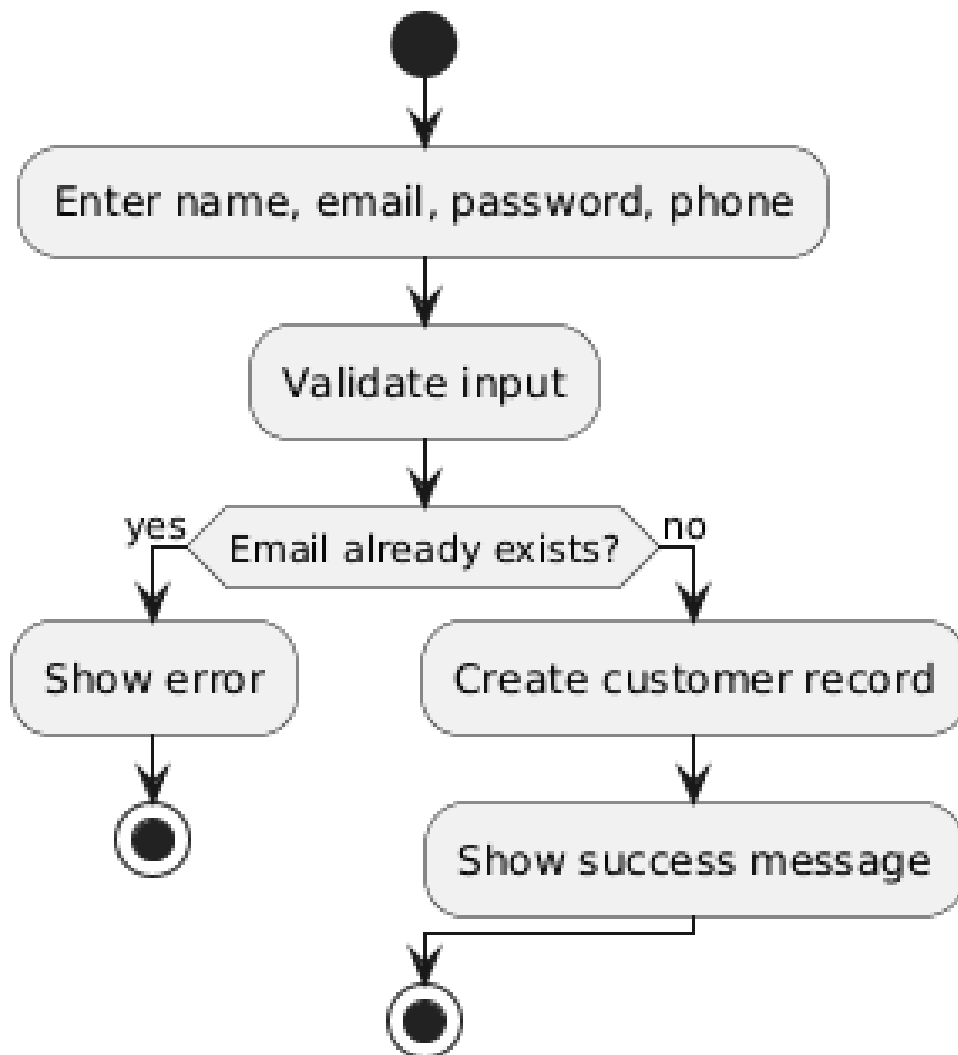 Enter name, email, password, phone
Validate input
yes
Email already exists?
no
Show error
Create customer record
Show success message